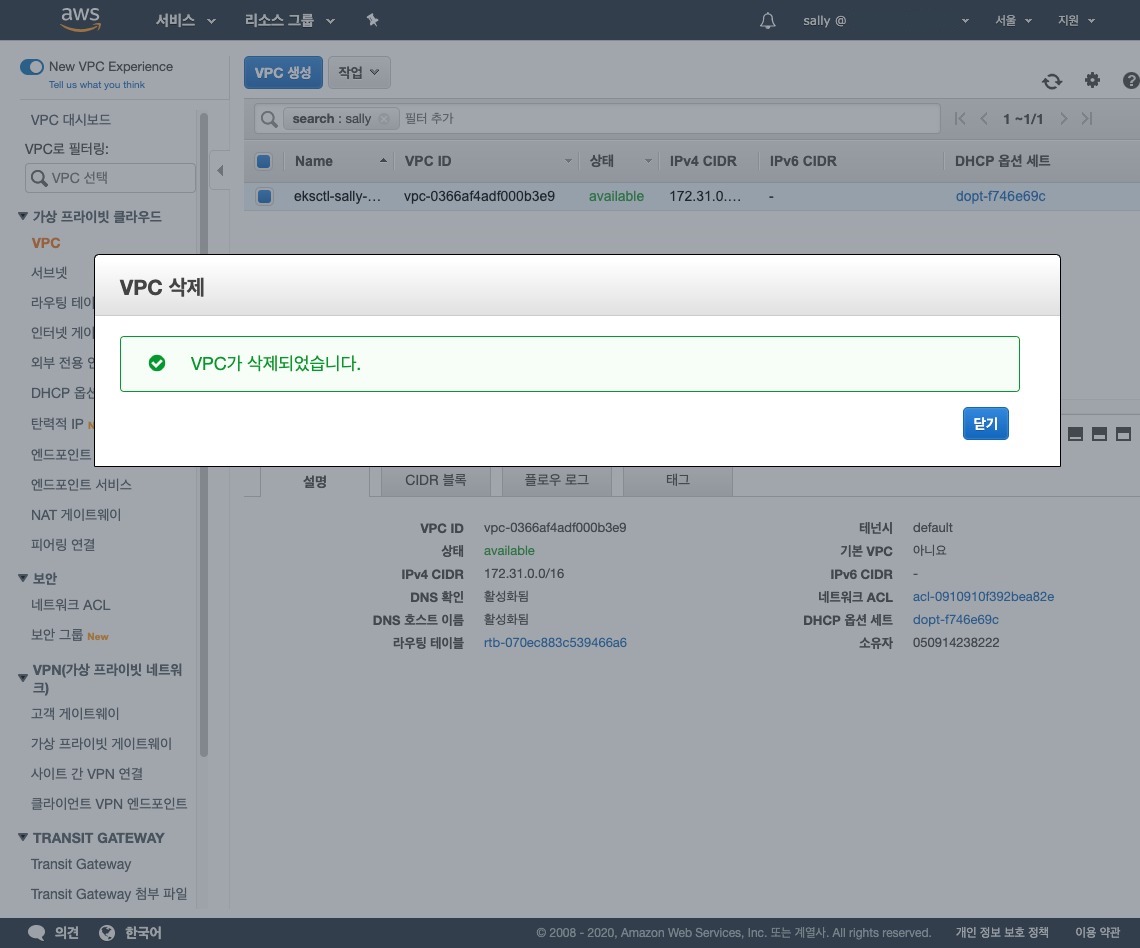 aws 서비스 리소스 그룹 sally @ 서울 지원
New VPC Experience
Tell us what you think
VPC 생성 작업
search : sally 필터 추가 1 ~1/1
Name VPC ID 상태 IPv4 CIDR IPv6 CIDR DHCP 옵션 세트
eksctl-sally-... vpc-0366af4adf000b3e9 available 172.31.0.... - dopt-f746e69c
VPC 대시보드
VPC로 필터링:
VPC 선택
가상 프라이빗 클라우드
VPC
서브넷
라우팅 테이
인터넷 게이
외부 전용
DHCP 옵션
탄력적 IP
엔드포인트
엔드포인트 서비스
NAT 게이트웨이
피어링 연결
보안
네트워크 ACL
보안 그룹 New
VPN(가상 프라이빗 네트워
크)
고객 게이트웨이
가상 프라이빗 게이트웨이
사이트 간 VPN 연결
클라이언트 VPN 엔드포인트
TRANSIT GATEWAY
Transit Gateway
Transit Gateway 첨부 파일
VPC 삭제
VPC가 삭제되었습니다.
닫기
설명 CIDR 블록 플로우 로그 태그
VPC ID vpc-0366af4adf000b3e9 테넌시 default
상태 available 기본 VPC 아니요
IPv4 CIDR 172.31.0.0/16 IPv6 CIDR -
DNS 확인 활성화됨 네트워크 ACL acl-0910910f392bea82e
DNS 호스트 이름 활성화됨 DHCP 옵션 세트 dopt-f746e69c
라우팅 테이블 rtb-070ec883c539466a6 소유자 050914238222
의견 한국어 © 2008 - 2020, Amazon Web Services, Inc. 또는 계열사. All rights reserved. 개인 정보 보호 정책 이용 약관